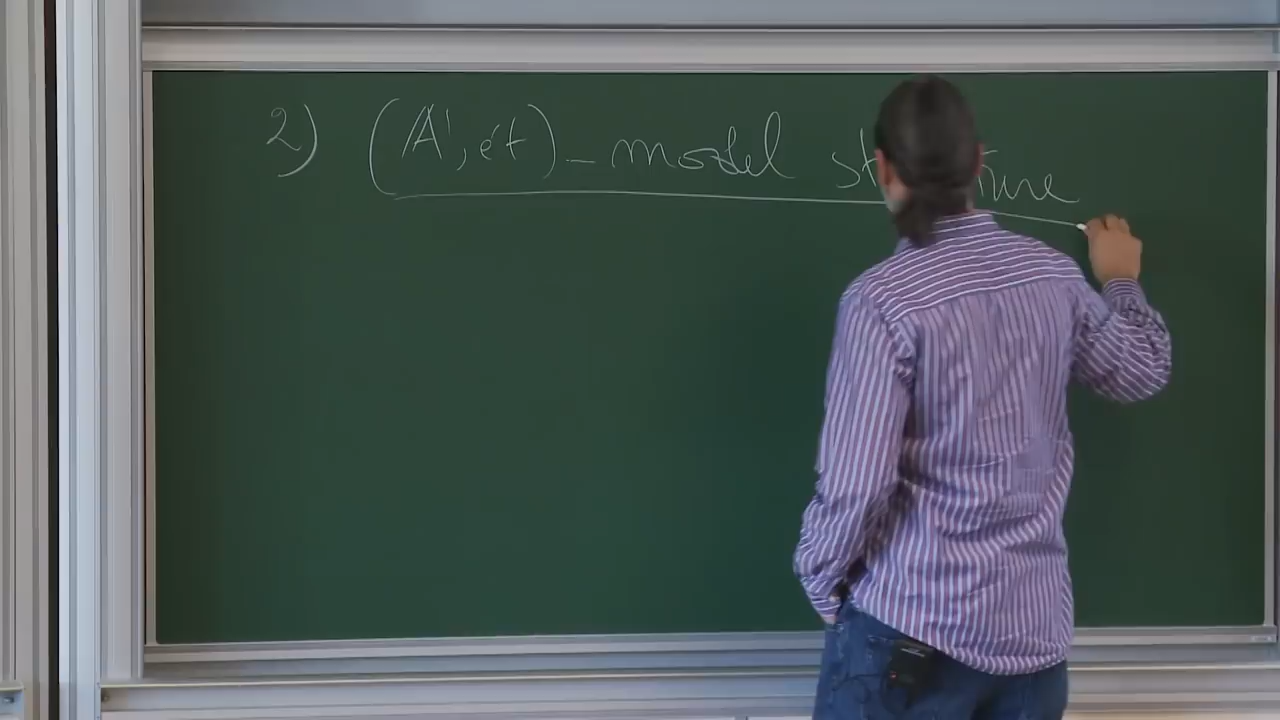 2) (A¹, ét) – model structure